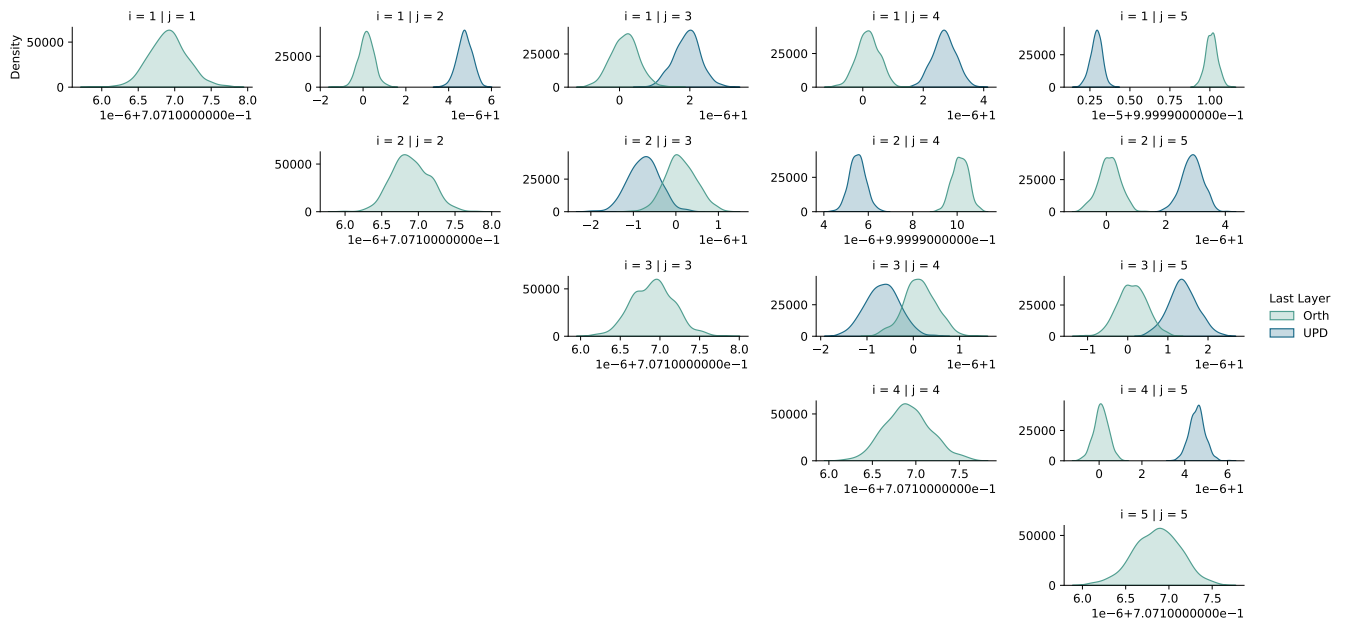 i = 1 | j = 1
i = 1 | j = 2
i = 1 | j = 3
i = 1 | j = 4
i = 1 | j = 5
Density
50000
0
25000
0
25000
0
25000
0
25000
0
6.0 6.5 7.0 7.5 8.0
−2 0 2 4 6
0 2
0 2 4
0.25 0.50 0.75 1.00
1e−6+7.0710000000e−1
1e−6+1
1e−6+1
1e−6+1
1e−5+9.9999000000e−1
i = 2 | j = 2
i = 2 | j = 3
i = 2 | j = 4
i = 2 | j = 5
50000
0
25000
0
25000
0
25000
0
6.0 6.5 7.0 7.5 8.0
−2 −1 0 1
4 6 8 10
0 2 4
1e−6+7.0710000000e−1
1e−6+1
1e−6+9.9999000000e−1
1e−6+1
i = 3 | j = 3
i = 3 | j = 4
i = 3 | j = 5
50000
0
25000
0
25000
0
6.0 6.5 7.0 7.5 8.0
−2 −1 0 1
−1 0 1 2
1e−6+7.0710000000e−1
1e−6+1
1e−6+1
Last Layer
Orth
UPD
i = 4 | j = 4
i = 4 | j = 5
50000
0
25000
0
6.0 6.5 7.0 7.5
0 2 4 6
1e−6+7.0710000000e−1
1e−6+1
i = 5 | j = 5
50000
0
6.0 6.5 7.0 7.5
1e−6+7.0710000000e−1